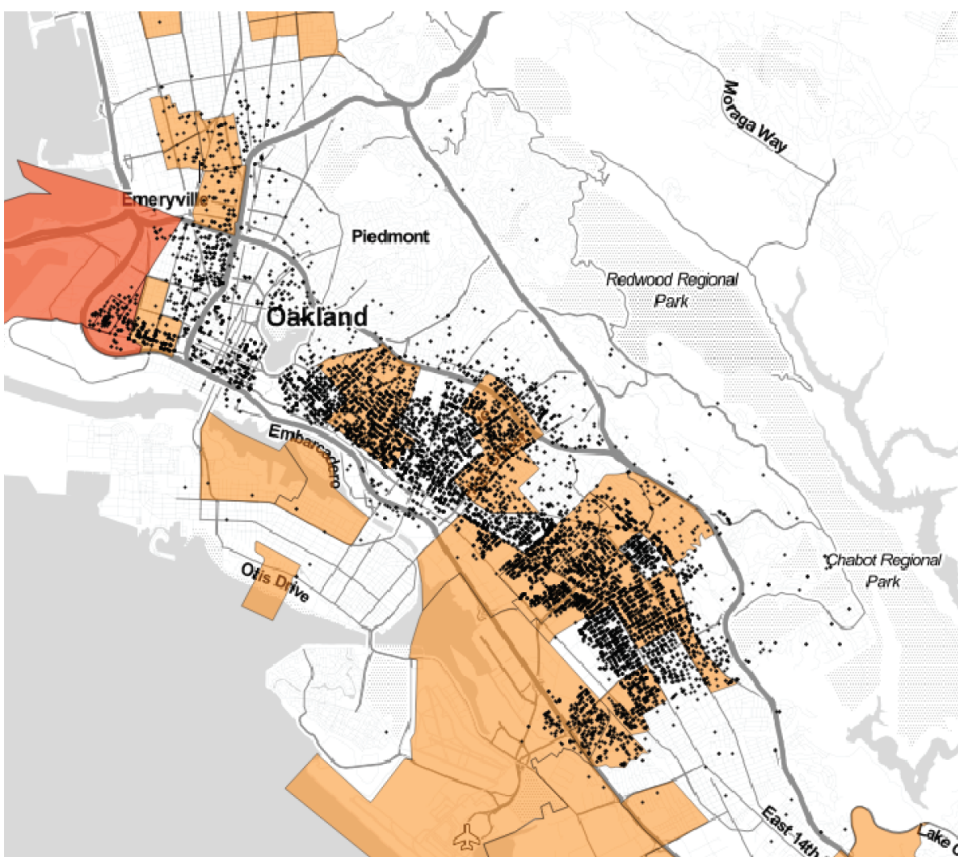 Moraga Way
Emeryville
Piedmont
Redwood Regional
Park
Oakland
Embarcadero
Chabot Regional
Park
Otis Drive
East 14th
Lake C